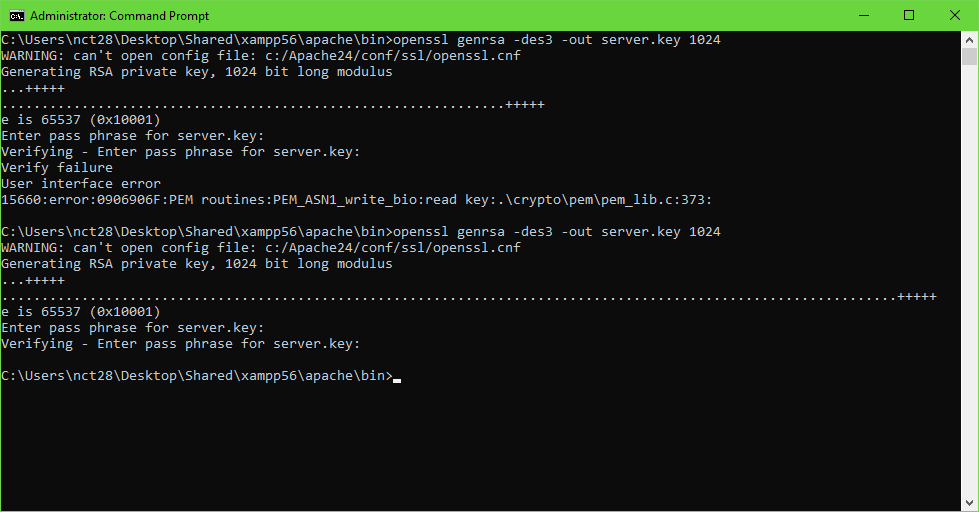 Administrator: Command Prompt
C:\Users\nct28\Desktop\Shared\xampp56\apache\bin>openssl genrsa -des3 -out server.key 1024
WARNING: can't open config file: c:/Apache24/conf/ssl/openssl.cnf
Generating RSA private key, 1024 bit long modulus
...+++++
...............................................................+++++
e is 65537 (0x10001)
Enter pass phrase for server.key:
Verifying - Enter pass phrase for server.key:
Verify failure
User interface error
15660:error:0906906F:PEM routines:PEM_ASN1_write_bio:read key:.\crypto\pem\pem_lib.c:373:
C:\Users\nct28\Desktop\Shared\xampp56\apache\bin>openssl genrsa -des3 -out server.key 1024
WARNING: can't open config file: c:/Apache24/conf/ssl/openssl.cnf
Generating RSA private key, 1024 bit long modulus
...+++++
................................................................................................................+++++
e is 65537 (0x10001)
Enter pass phrase for server.key:
Verifying - Enter pass phrase for server.key:
C:\Users\nct28\Desktop\Shared\xampp56\apache\bin>